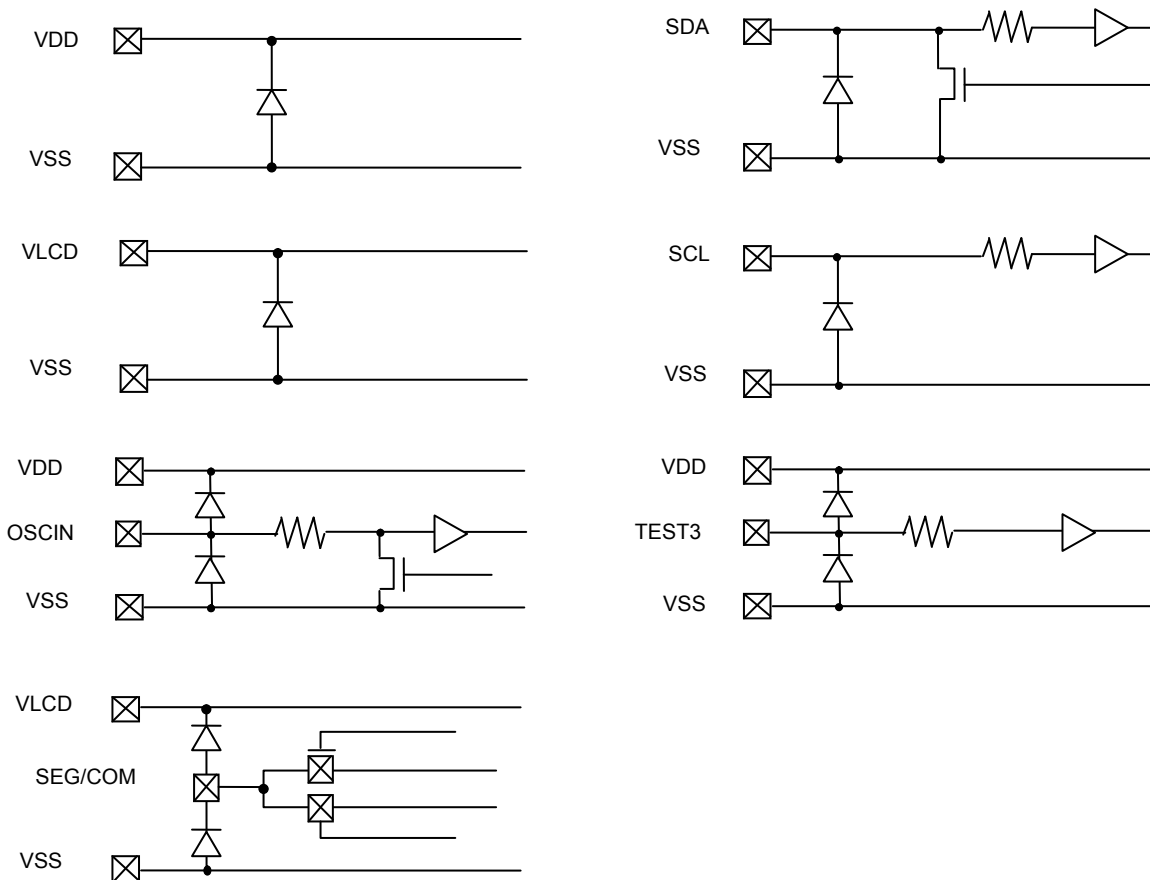 VDD
VSS
VLCD
VSS
VDD
OSCIN
VSS
VLCD
SEG/COM
VSS
SDA
VSS
SCL
VSS
VDD
TEST3
VSS